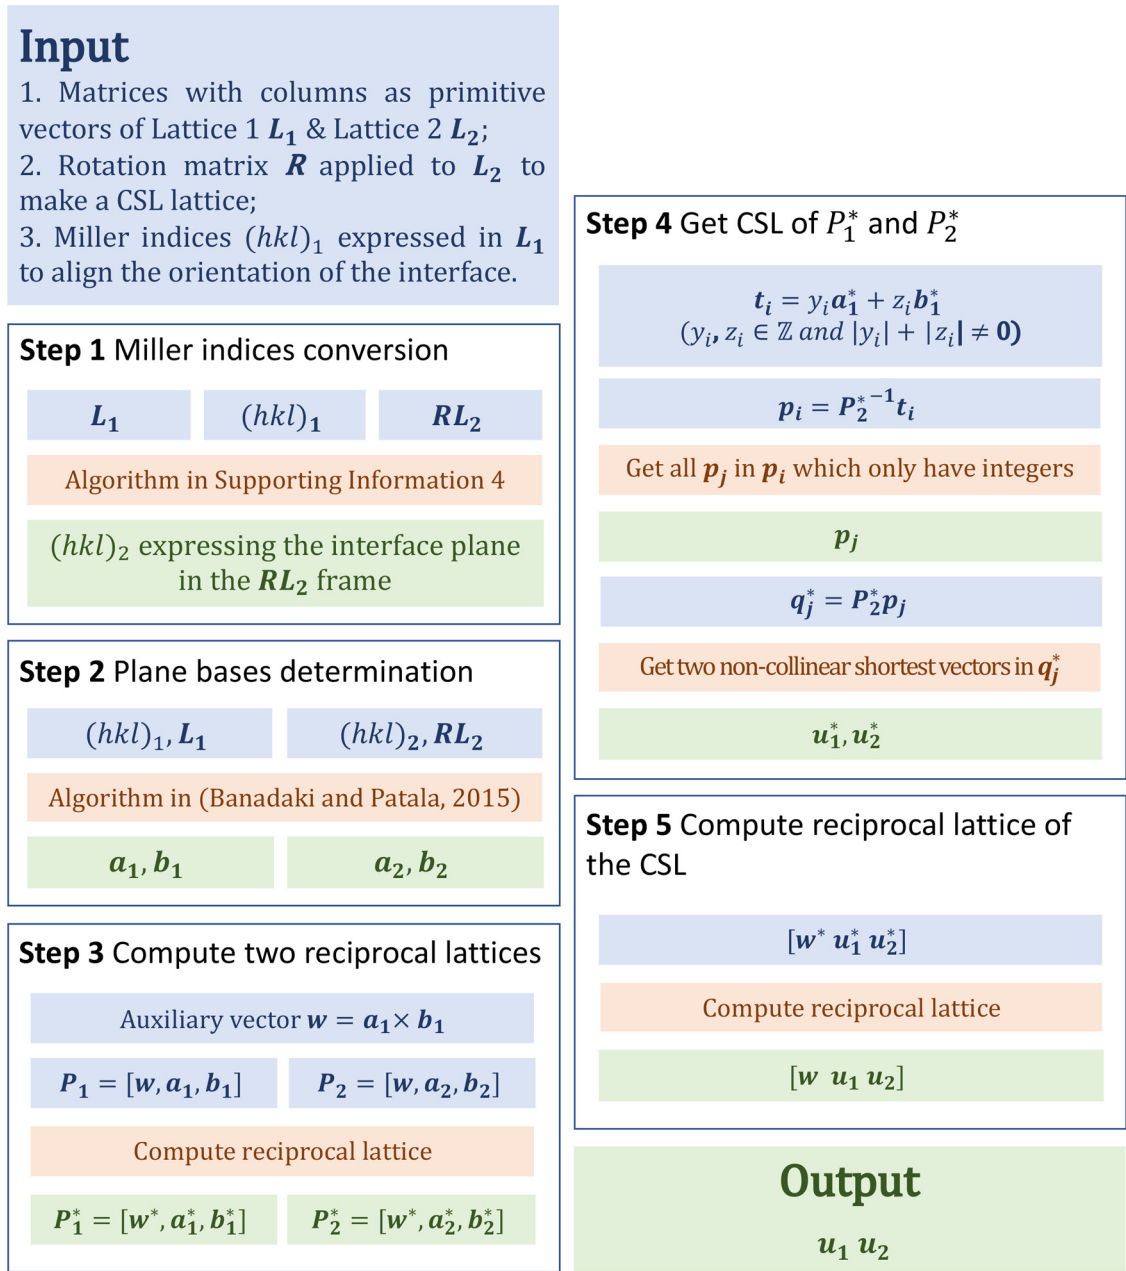 Input
1. Matrices with columns as primitive
vectors of Lattice 1 L₁ & Lattice 2 L₂;
2. Rotation matrix R applied to L₂ to
make a CSL lattice;
3. Miller indices (hkl)₁ expressed in L₁
to align the orientation of the interface.
Step 1 Miller indices conversion
L₁ (hkl)₁ RL₂
Algorithm in Supporting Information 4
(hkl)₂ expressing the interface plane
in the RL₂ frame
Step 2 Plane bases determination
(hkl)₁, L₁ (hkl)₂, RL₂
Algorithm in (Banadaki and Patala, 2015)
a₁, b₁ a₂, b₂
Step 3 Compute two reciprocal lattices
Auxiliary vector w = a₁× b₁
P₁ = [w, a₁, b₁] P₂ = [w, a₂, b₂]
Compute reciprocal lattice
P₁* = [w*, a₁*, b₁*] P₂* = [w*, a₂*, b₂*]
Step 4 Get CSL of P₁* and P₂*
tᵢ = yᵢa₁* + zᵢb₁*
(yᵢ, zᵢ ∈ ℤ and |yᵢ| + |zᵢ| ≠ 0)
pᵢ = P₂*⁻¹tᵢ
Get all pⱼ in pᵢ which only have integers
pⱼ
qⱼ* = P₂*pⱼ
Get two non-collinear shortest vectors in qⱼ*
u₁*, u₂*
Step 5 Compute reciprocal lattice of
the CSL
[w* u₁* u₂*]
Compute reciprocal lattice
[w u₁ u₂]
Output
u₁ u₂